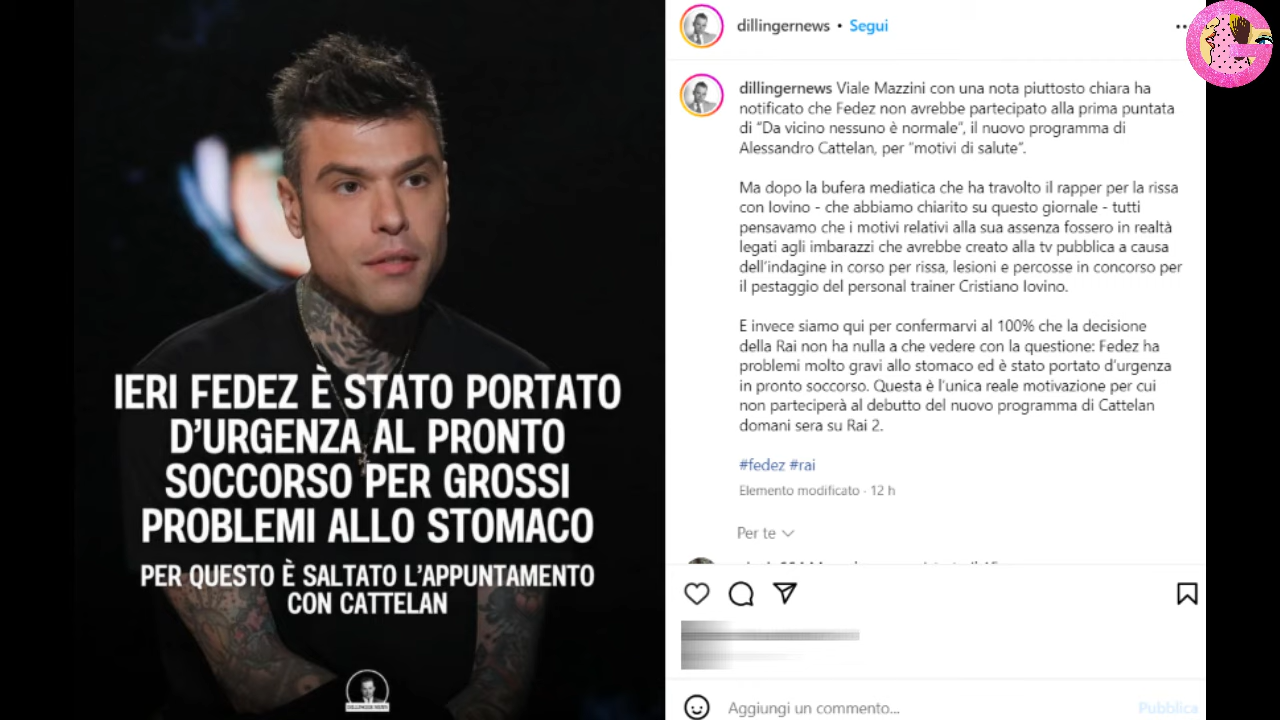 IERI FEDEZ È STATO PORTATO
D'URGENZA AL PRONTO
SOCCORSO PER GROSSI
PROBLEMI ALLO STOMACO
PER QUESTO È SALTATO L'APPUNTAMENTO
CON CATTELAN
DILLINGER NEWS
dillingernews • Segui
dillingernews Viale Mazzini con una nota piuttosto chiara ha
notificato che Fedez non avrebbe partecipato alla prima puntata
di "Da vicino nessuno è normale", il nuovo programma di
Alessandro Cattelan, per "motivi di salute".
Ma dopo la bufera mediatica che ha travolto il rapper per la rissa
con Iovino - che abbiamo chiarito su questo giornale - tutti
pensavamo che i motivi relativi alla sua assenza fossero in realtà
legati agli imbarazzi che avrebbe creato alla tv pubblica a causa
dell'indagine in corso per rissa, lesioni e percosse in concorso per
il pestaggio del personal trainer Cristiano Iovino.
E invece siamo qui per confermarvi al 100% che la decisione
della Rai non ha nulla a che vedere con la questione: Fedez ha
problemi molto gravi allo stomaco ed è stato portato d'urgenza
in pronto soccorso. Questa è l'unica reale motivazione per cui
non parteciperà al debutto del nuovo programma di Cattelan
domani sera su Rai 2.
#fedez #rai
Elemento modificato · 12 h
Per te
Aggiungi un commento...
Pubblica